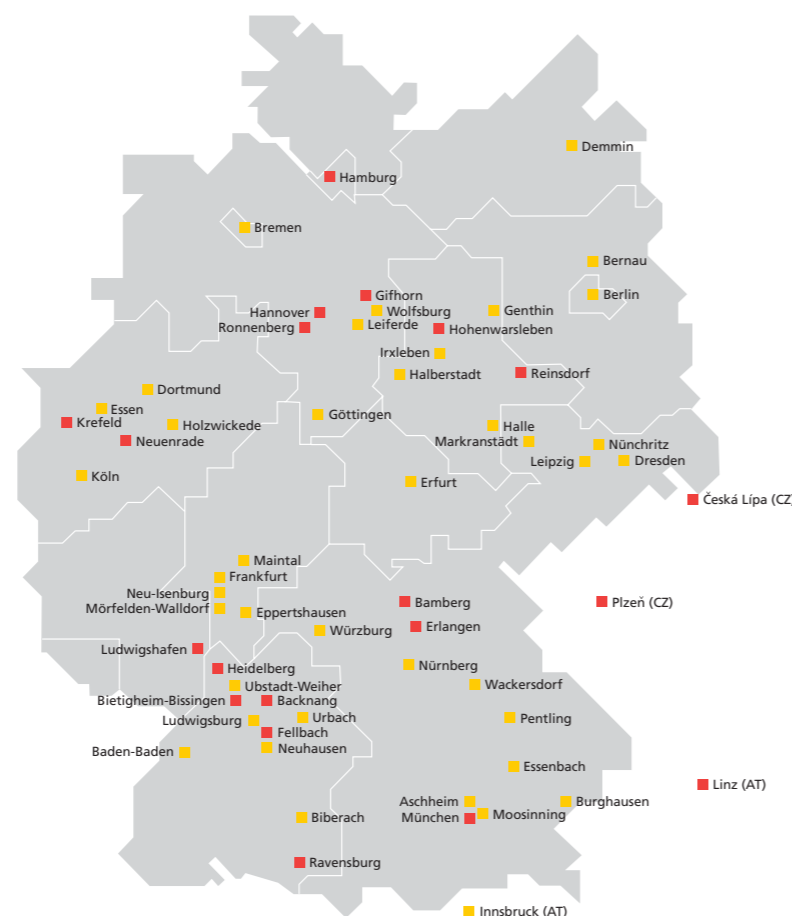 Demmin
Hamburg
Bremen
Bernau
Berlin
Gifhorn
Hannover
Wolfsburg
Genthin
Ronnenberg
Leiferde
Hohenwarsleben
Irxleben
Halberstadt
Reinsdorf
Dortmund
Essen
Göttingen
Krefeld
Holzwickede
Halle
Neuenrade
Markranstädt
Nünchritz
Leipzig
Dresden
Köln
Erfurt
Česká Lípa (CZ)
Maintal
Frankfurt
Neu-Isenburg
Bamberg
Plzeň (CZ)
Mörfelden-Walldorf
Eppertshausen
Erlangen
Würzburg
Ludwigshafen
Nürnberg
Heidelberg
Ubstadt-Weiher
Wackersdorf
Bietigheim-Bissingen
Backnang
Ludwigsburg
Urbach
Pentling
Fellbach
Baden-Baden
Neuhausen
Essenbach
Linz (AT)
Aschheim
Burghausen
München
Moosinning
Biberach
Ravensburg
Innsbruck (AT)